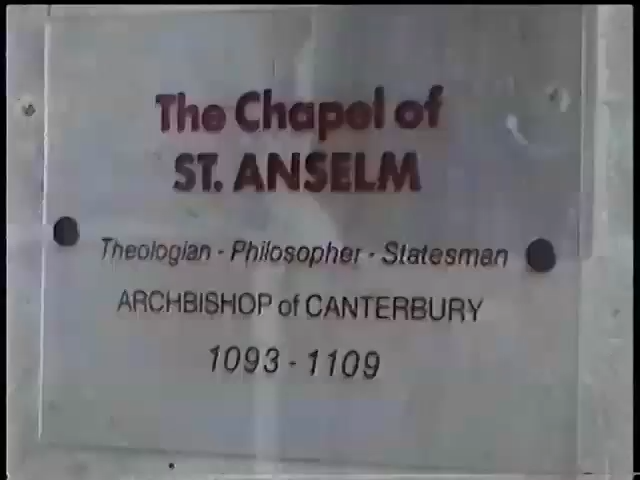 The Chapel of
ST. ANSELM
Theologian - Philosopher - Statesman
ARCHBISHOP of CANTERBURY
1093 - 1109